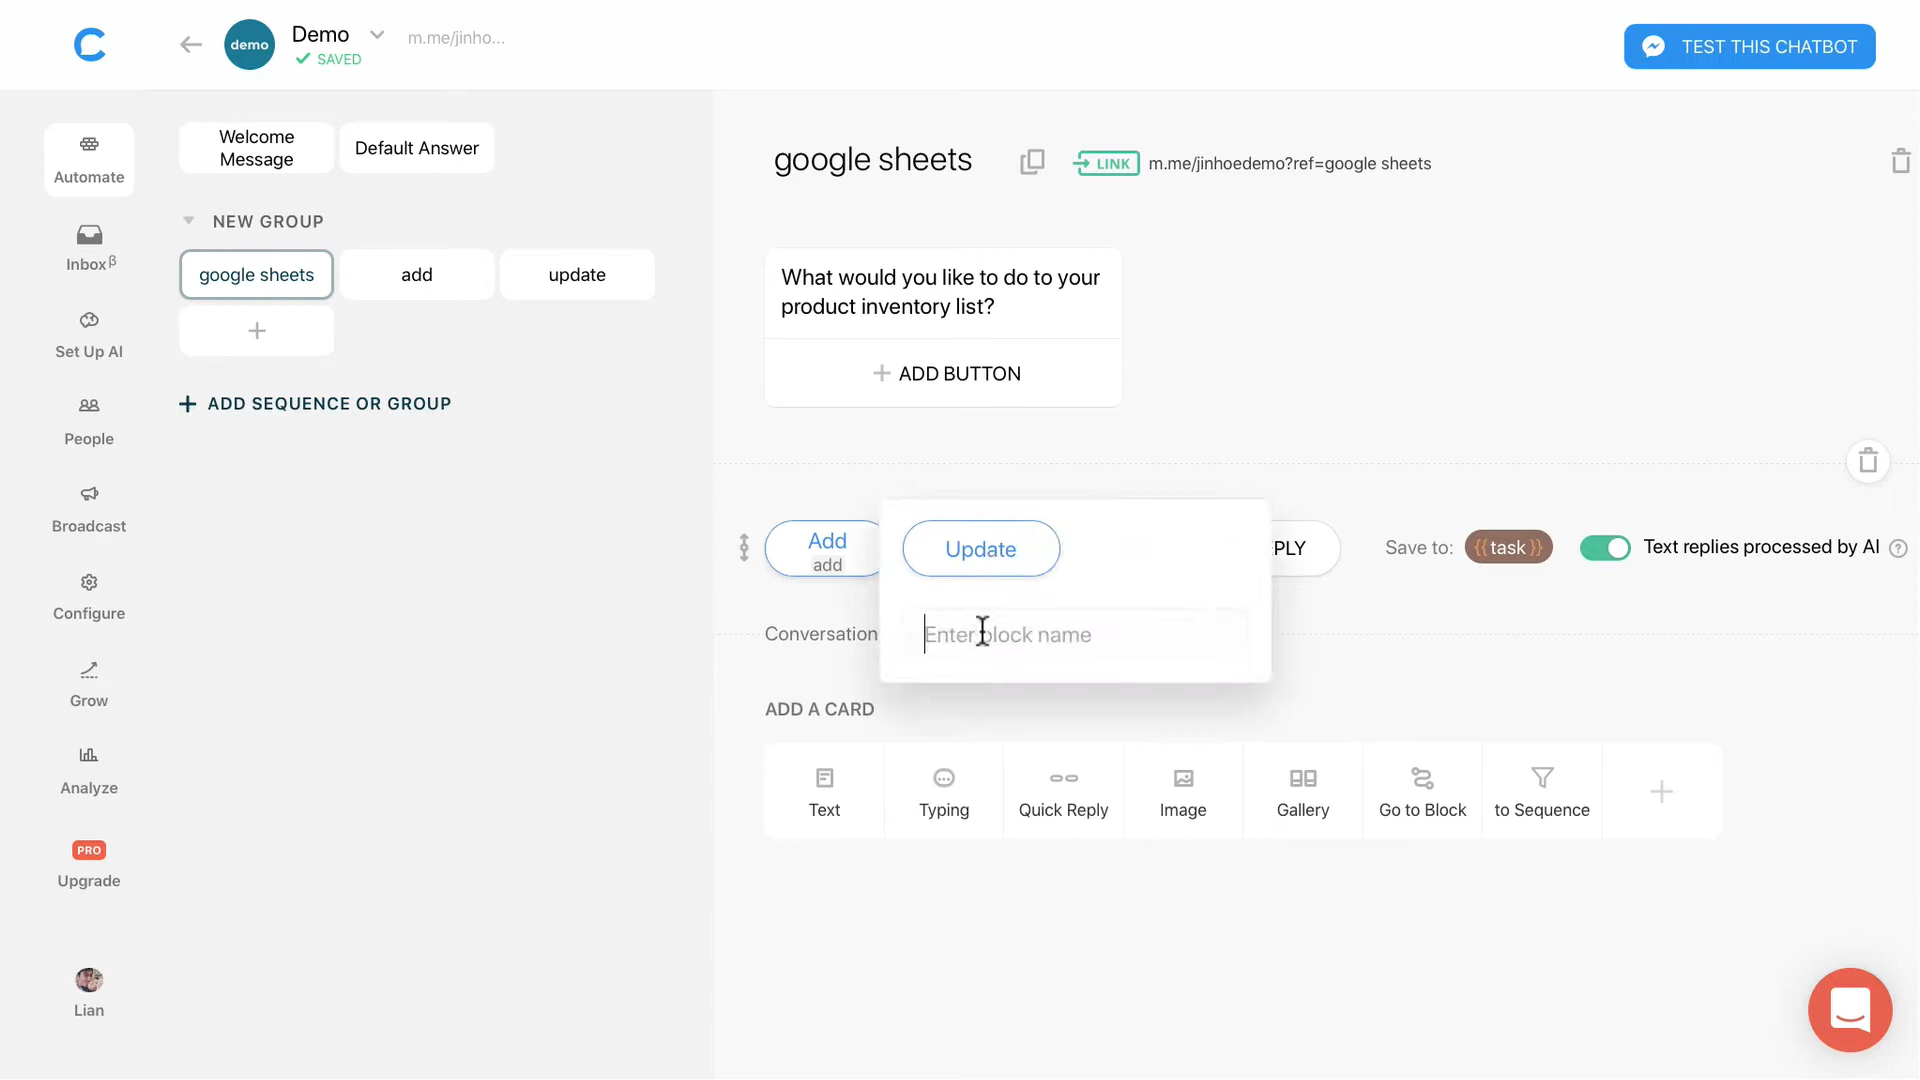 demo
Demo
m.me/jinho...
SAVED
TEST THIS CHATBOT
Automate
Inbox β
Set Up AI
People
Broadcast
Configure
Grow
Analyze
PRO
Upgrade
Lian
Welcome
Message
Default Answer
NEW GROUP
google sheets
add
update
+
+ ADD SEQUENCE OR GROUP
google sheets
LINK
m.me/jinhoedemo?ref=google sheets
What would you like to do to your
product inventory list?
+ ADD BUTTON
Add
add
Update
PLY
Save to:
{{task}}
Text replies processed by AI
?
Conversation
Enter block name
ADD A CARD
Text
Typing
Quick Reply
Image
Gallery
Go to Block
to Sequence
+